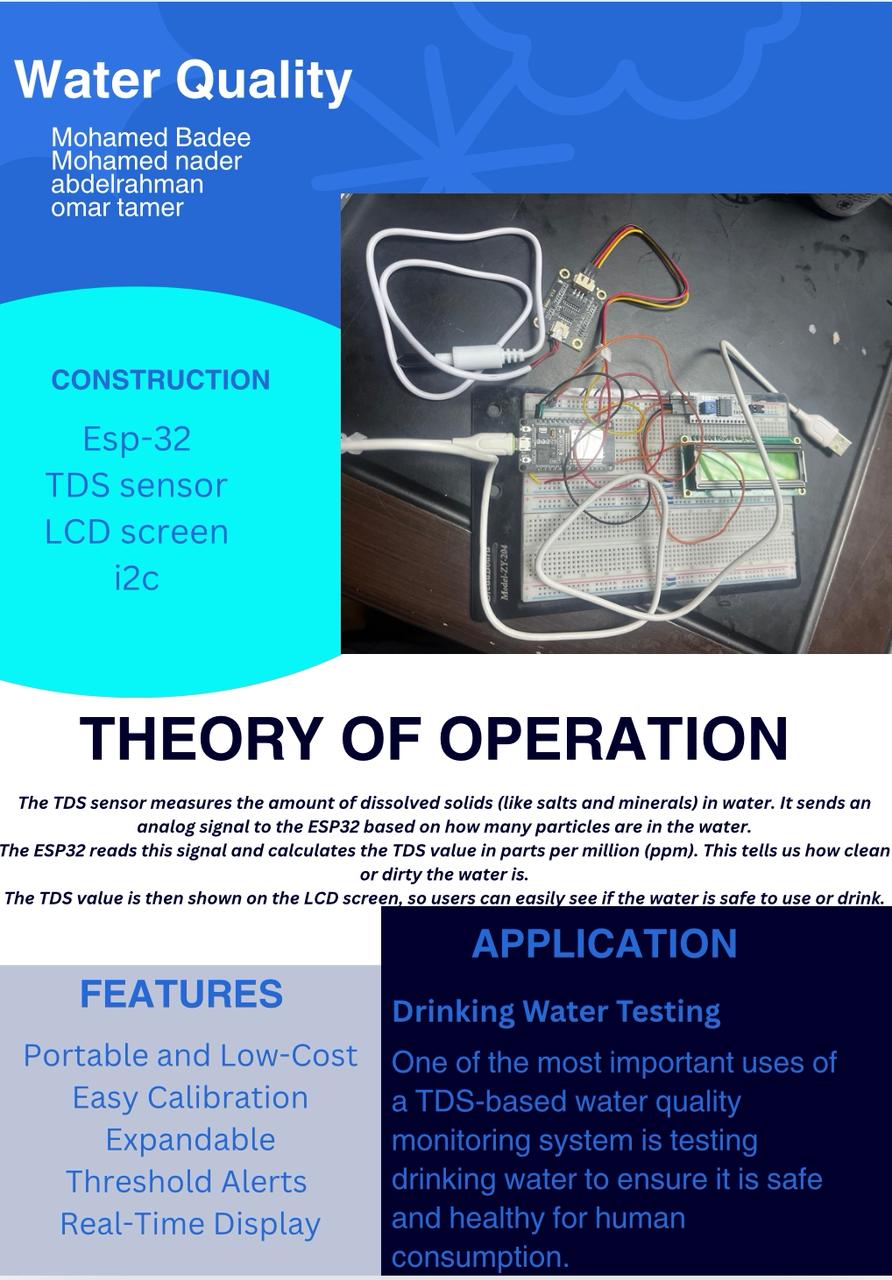 Water Quality
Mohamed Badee
Mohamed nader
abdelrahman
omar tamer
CONSTRUCTION
Esp-32
TDS sensor
LCD screen
i2c
Model-ZY-204
THEORY OF OPERATION
The TDS sensor measures the amount of dissolved solids (like salts and minerals) in water. It sends an
analog signal to the ESP32 based on how many particles are in the water.
The ESP32 reads this signal and calculates the TDS value in parts per million (ppm). This tells us how clean
or dirty the water is.
The TDS value is then shown on the LCD screen, so users can easily see if the water is safe to use or drink.
FEATURES
Portable and Low-Cost
Easy Calibration
Expandable
Threshold Alerts
Real-Time Display
APPLICATION
Drinking Water Testing
One of the most important uses of
a TDS-based water quality
monitoring system is testing
drinking water to ensure it is safe
and healthy for human
consumption.